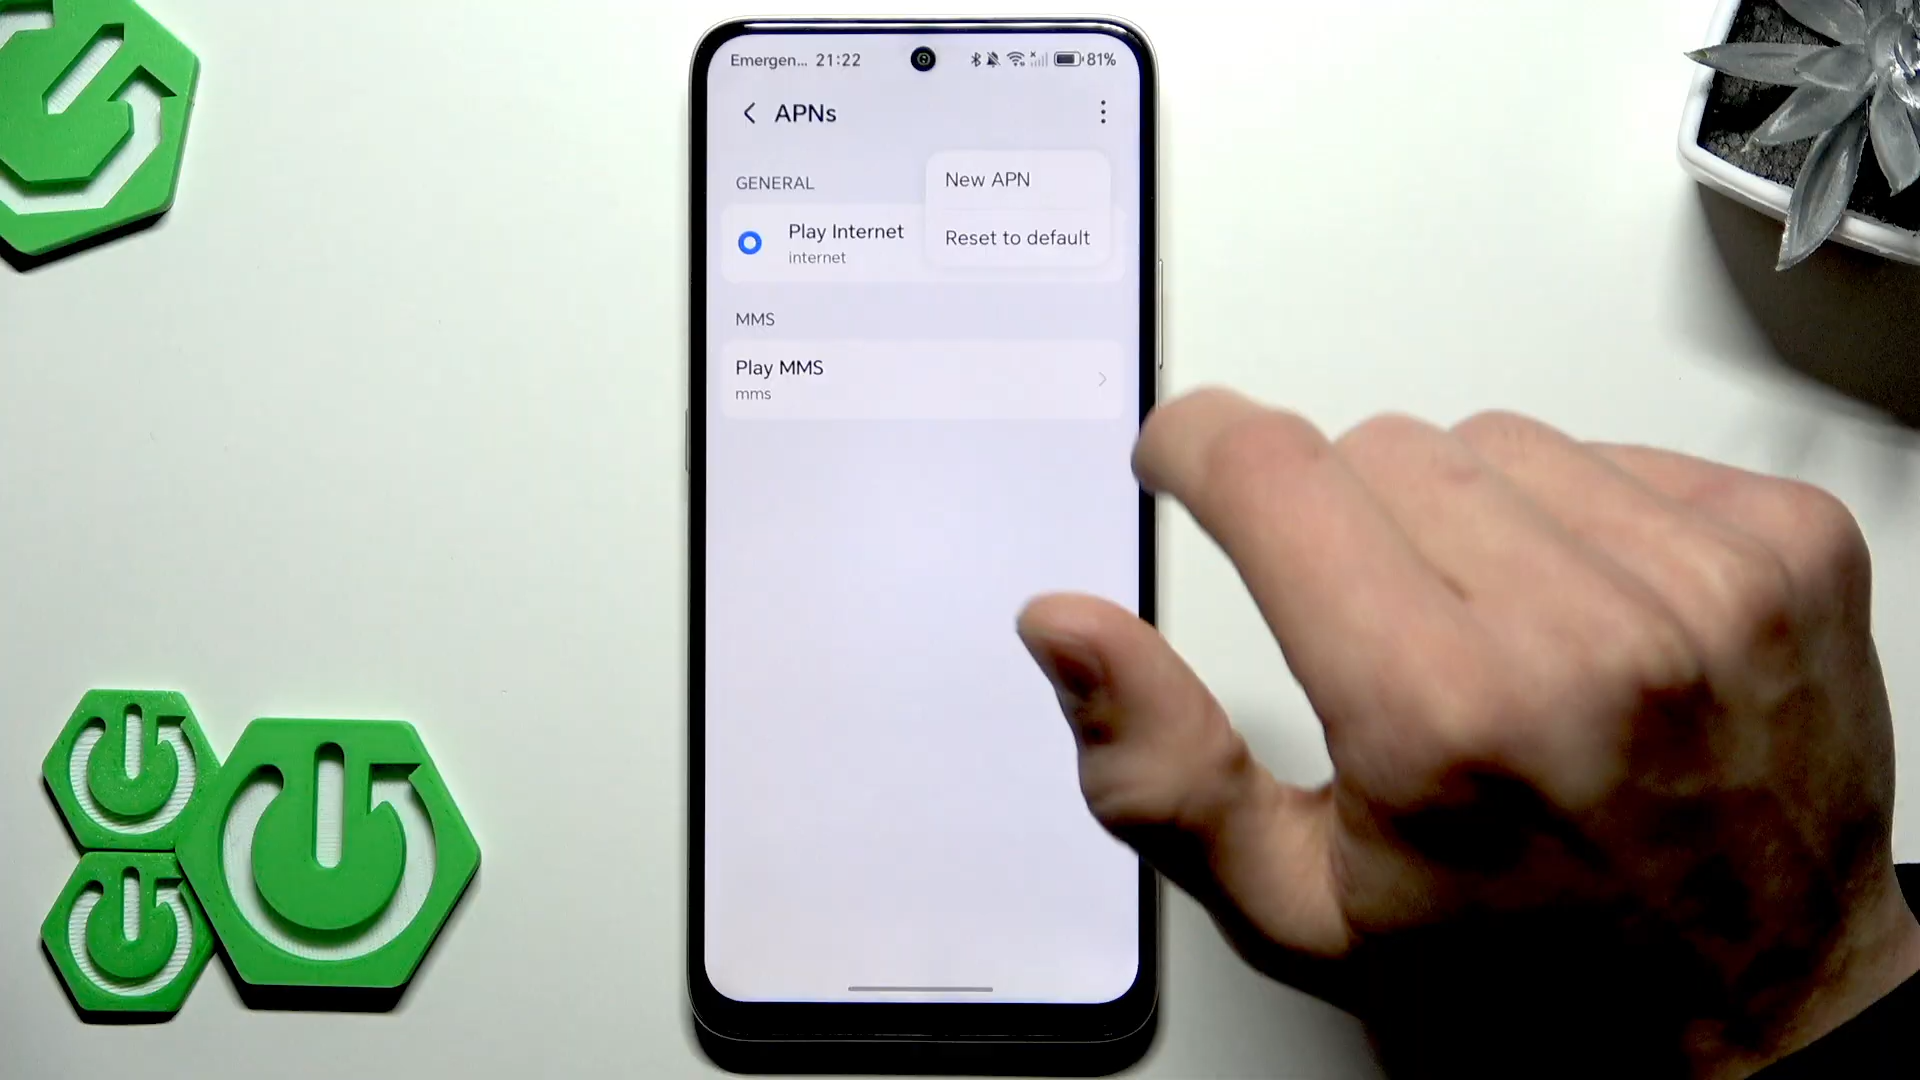 Emergen... 21:22
81%
APNs
GENERAL
New APN
Reset to default
Play Internet
internet
MMS
Play MMS
mms